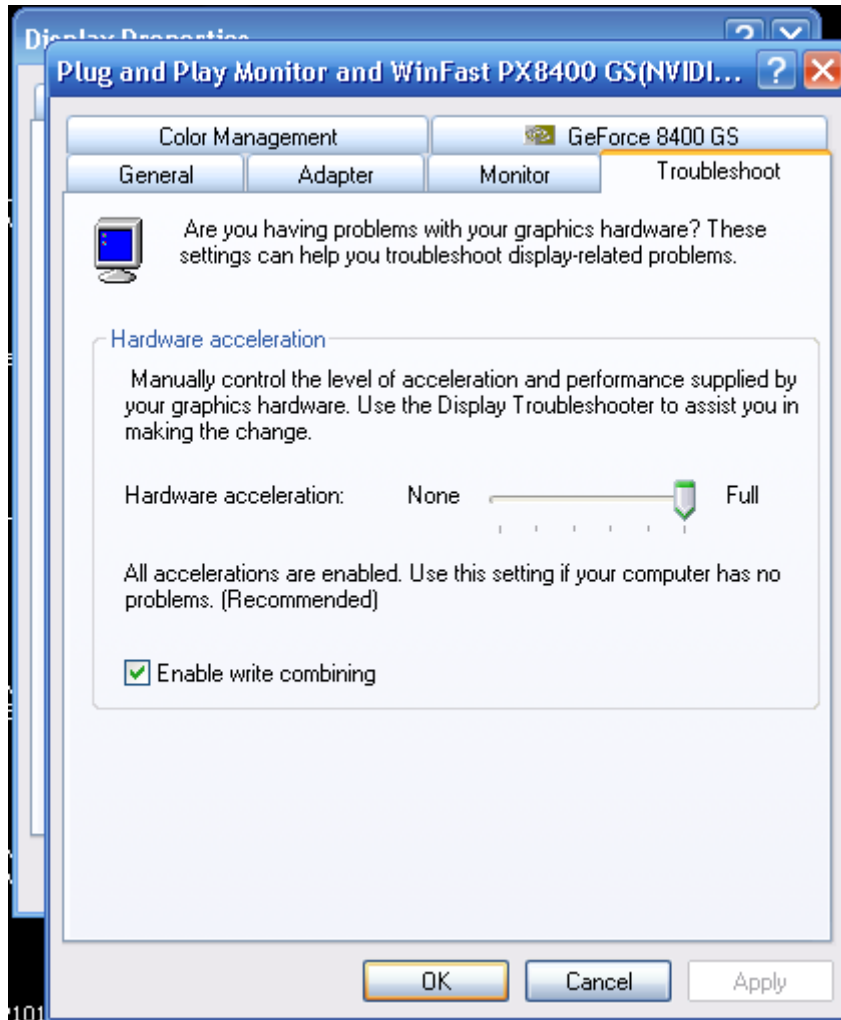 Display Properties
Plug and Play Monitor and WinFast PX8400 GS(NVIDI...
Color Management
GeForce 8400 GS
General
Adapter
Monitor
Troubleshoot
Are you having problems with your graphics hardware? These
settings can help you troubleshoot display-related problems.
Hardware acceleration
Manually control the level of acceleration and performance supplied by
your graphics hardware. Use the Display Troubleshooter to assist you in
making the change.
Hardware acceleration: None Full
All accelerations are enabled. Use this setting if your computer has no
problems. (Recommended)
Enable write combining
OK
Cancel
Apply